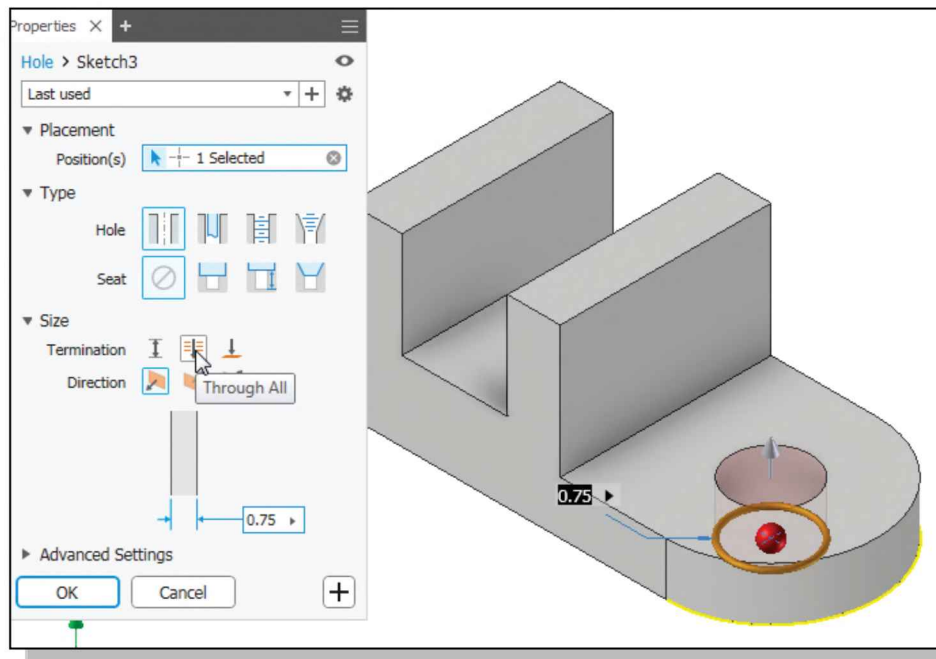 Properties × +
Hole > Sketch3
Last used
Placement
Position(s) 1 Selected
Type
Hole
Seat
Size
Termination
Direction
Through All
0.75
0.75
Advanced Settings
OK Cancel +